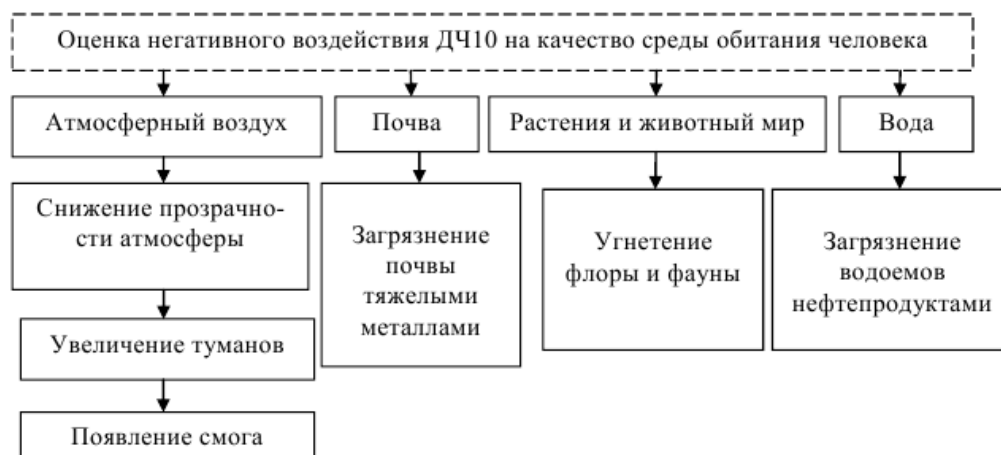 Оценка негативного воздействия ДЧ10 на качество среды обитания человека
Атмосферный воздух
Почва
Растения и животный мир
Вода
Снижение прозрачно-
сти атмосферы
Загрязнение
почвы
тяжелыми
металлами
Угнетение
флоры и фауны
Загрязнение
водоемов
нефтепродуктами
Увеличение туманов
Появление смога